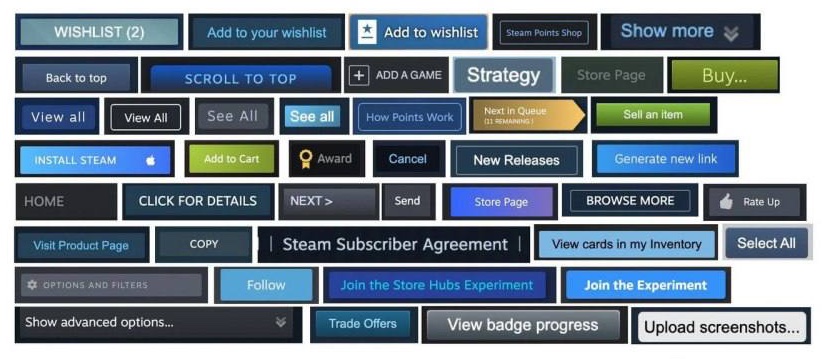 WISHLIST (2)
Add to your wishlist
Add to wishlist
Steam Points Shop
Show more
Back to top
SCROLL TO TOP
ADD A GAME
Strategy
Store Page
Buy...
View all
View All
See All
See all
How Points Work
Next in Queue
(11 REMAINING )
Sell an item
INSTALL STEAM
Add to Cart
Award
Cancel
New Releases
Generate new link
HOME
CLICK FOR DETAILS
NEXT >
Send
Store Page
BROWSE MORE
Rate Up
Visit Product Page
COPY
| Steam Subscriber Agreement |
View cards in my Inventory
Select All
OPTIONS AND FILTERS
Follow
Join the Store Hubs Experiment
Join the Experiment
Show advanced options...
Trade Offers
View badge progress
Upload screenshots...